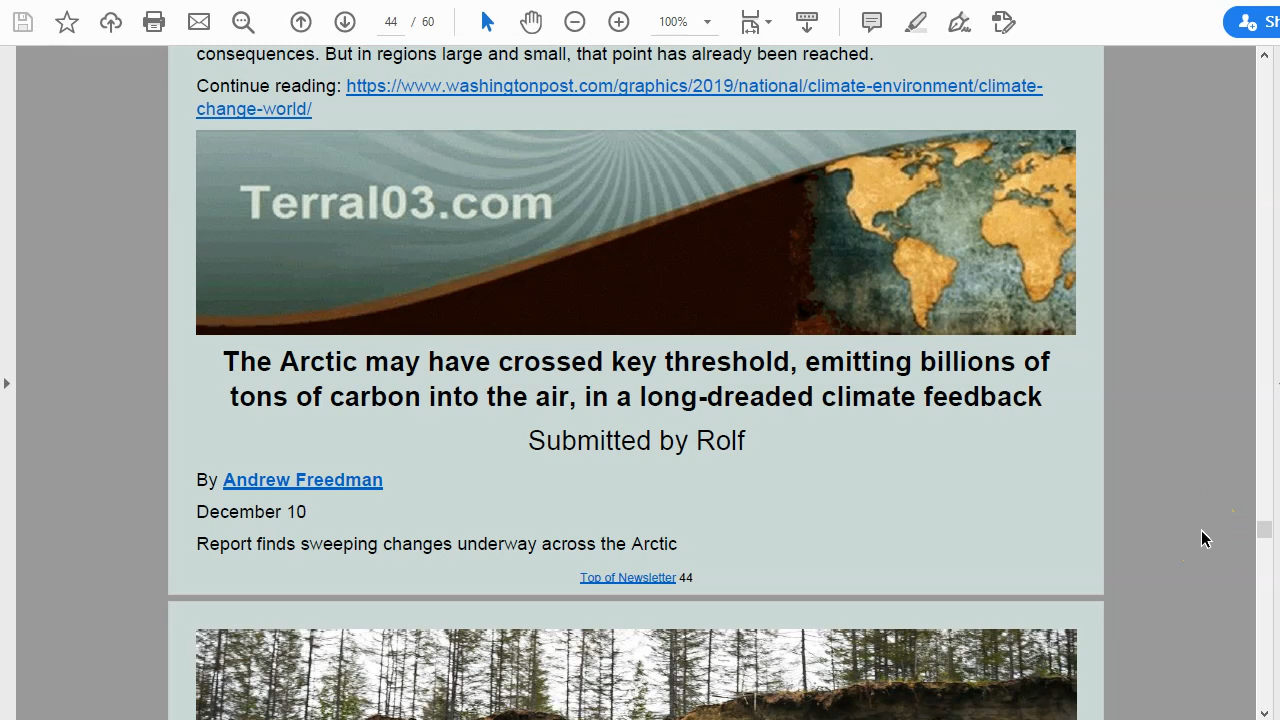 44 / 60
100%
Sh
consequences. But in regions large and small, that point has already been reached.
Continue reading: https://www.washingtonpost.com/graphics/2019/national/climate-environment/climate-
change-world/
Terral03.com
The Arctic may have crossed key threshold, emitting billions of
tons of carbon into the air, in a long-dreaded climate feedback
Submitted by Rolf
By Andrew Freedman
December 10
Report finds sweeping changes underway across the Arctic
Top of Newsletter 44